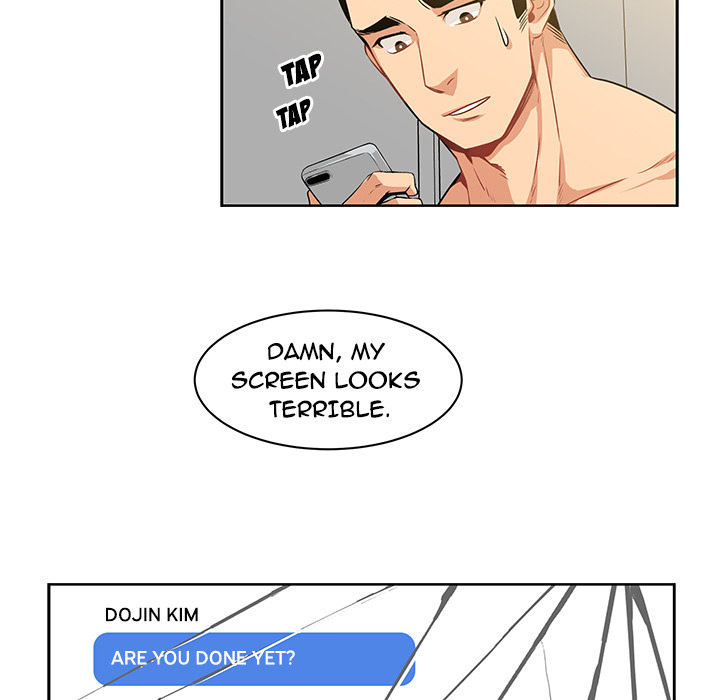 TAP
TAP
DAMN, MY
SCREEN LOOKS
TERRIBLE.
DOJIN KIM
ARE YOU DONE YET?